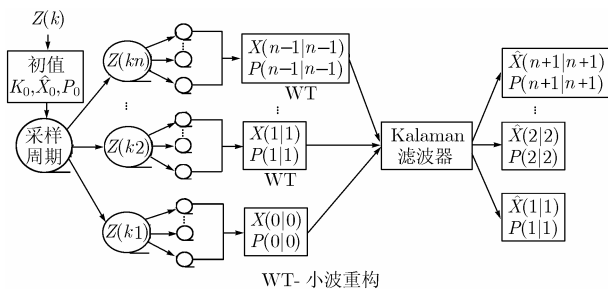 Z(k)
初值
K₀,X̂₀,P₀
采样
周期
Z(kn)
X(n−1|n−1)
P(n−1|n−1)
WT
Z(k2)
X(1|1)
P(1|1)
WT
Z(k1)
X(0|0)
P(0|0)
Kalaman
滤波器
X̂(n+1|n+1)
P(n+1|n+1)
X̂(2|2)
P(2|2)
X̂(1|1)
P(1|1)
WT- 小波重构